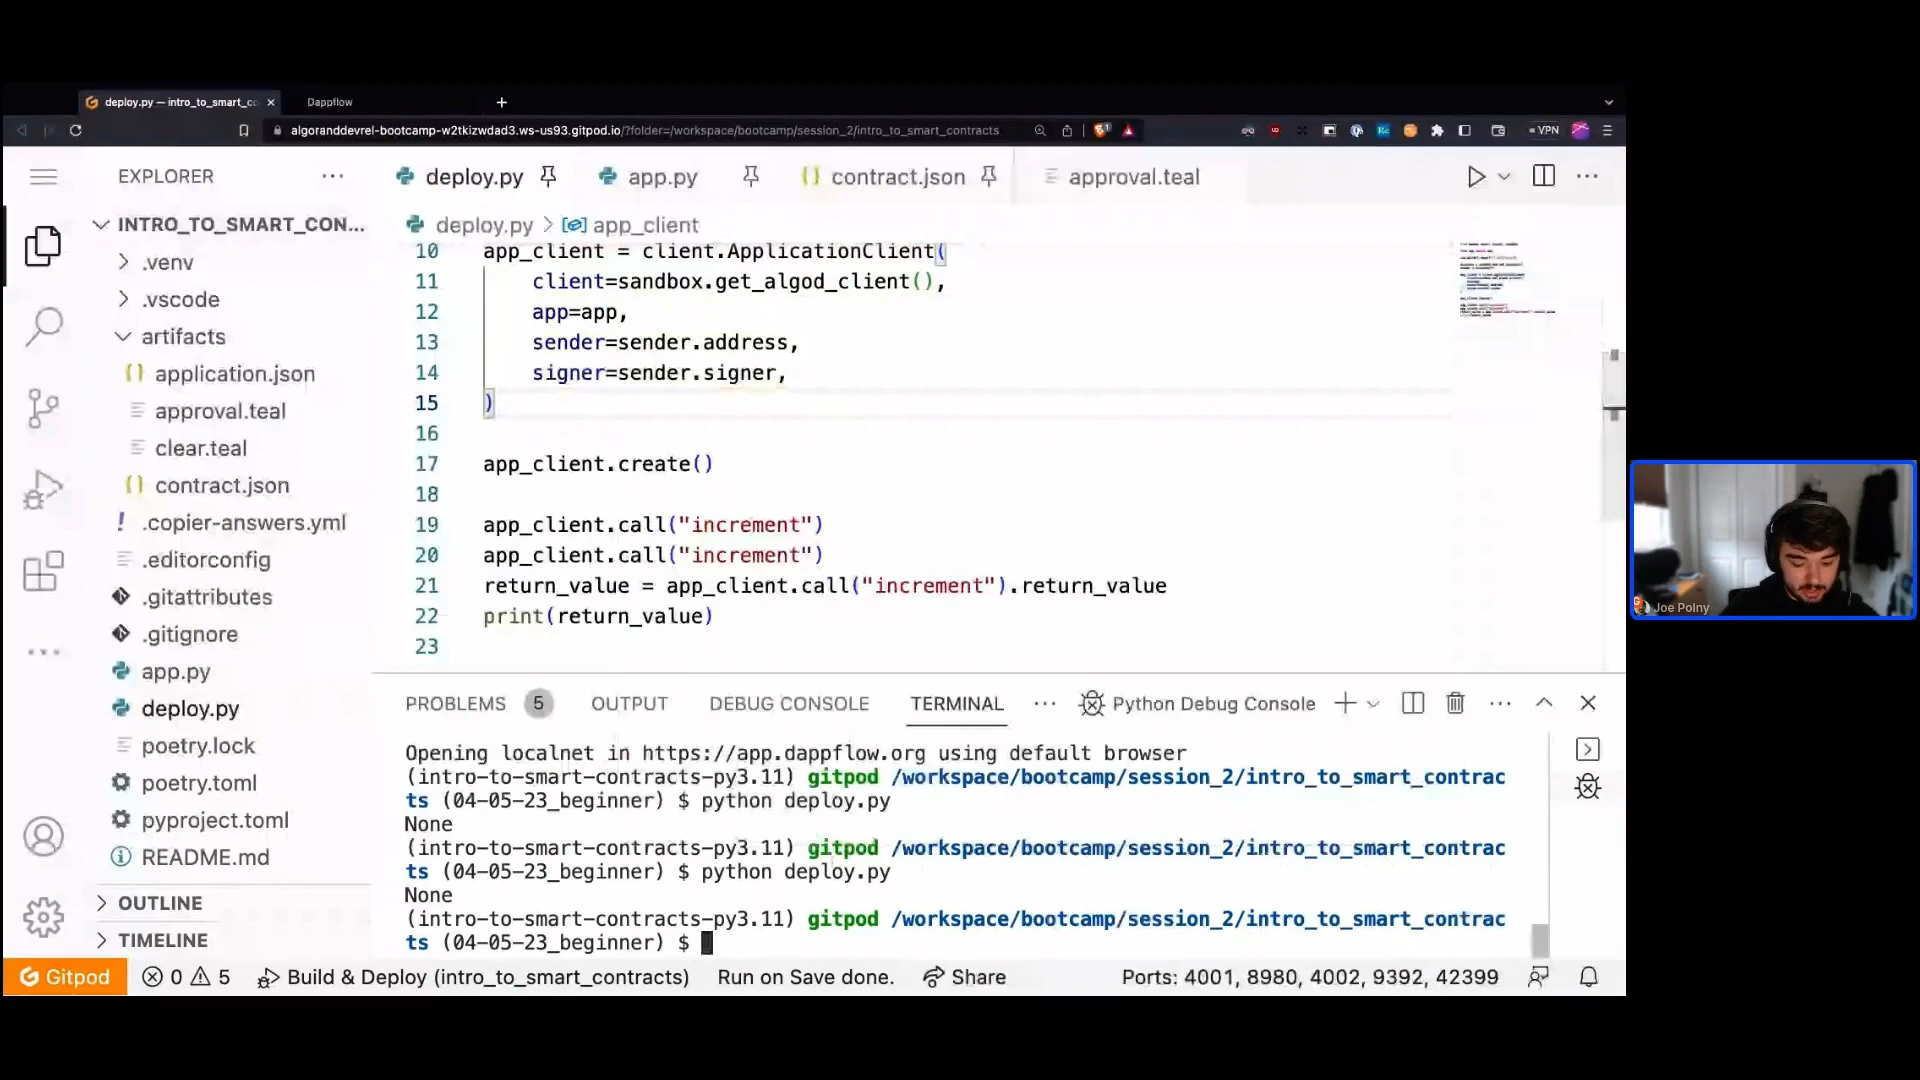 deploy.py — intro_to_smart_cc
Dappflow
algoranddevrel-bootcamp-w2tkizwdad3.ws-us93.gitpod.io/?folder=/workspace/bootcamp/session_2/intro_to_smart_contracts
VPN
EXPLORER
deploy.py
app.py
contract.json
approval.teal
INTRO_TO_SMART_CON...
.venv
.vscode
artifacts
application.json
approval.teal
clear.teal
contract.json
.copier-answers.yml
.editorconfig
.gitattributes
.gitignore
app.py
deploy.py
poetry.lock
poetry.toml
pyproject.toml
README.md
OUTLINE
TIMELINE
deploy.py > app_client
10 app_client = client.ApplicationClient(
11 client=sandbox.get_algod_client(),
12 app=app,
13 sender=sender.address,
14 signer=sender.signer,
15 )
16
17 app_client.create()
18
19 app_client.call("increment")
20 app_client.call("increment")
21 return_value = app_client.call("increment").return_value
22 print(return_value)
23
PROBLEMS 5 OUTPUT DEBUG CONSOLE TERMINAL ... Python Debug Console
Opening localnet in https://app.dappflow.org using default browser
(intro-to-smart-contracts-py3.11) gitpod /workspace/bootcamp/session_2/intro_to_smart_contrac
ts (04-05-23_beginner) $ python deploy.py
None
(intro-to-smart-contracts-py3.11) gitpod /workspace/bootcamp/session_2/intro_to_smart_contrac
ts (04-05-23_beginner) $ python deploy.py
None
(intro-to-smart-contracts-py3.11) gitpod /workspace/bootcamp/session_2/intro_to_smart_contrac
ts (04-05-23_beginner) $
Gitpod 0 5 Build & Deploy (intro_to_smart_contracts) Run on Save done. Share Ports: 4001, 8980, 4002, 9392, 42399
Joe Polny